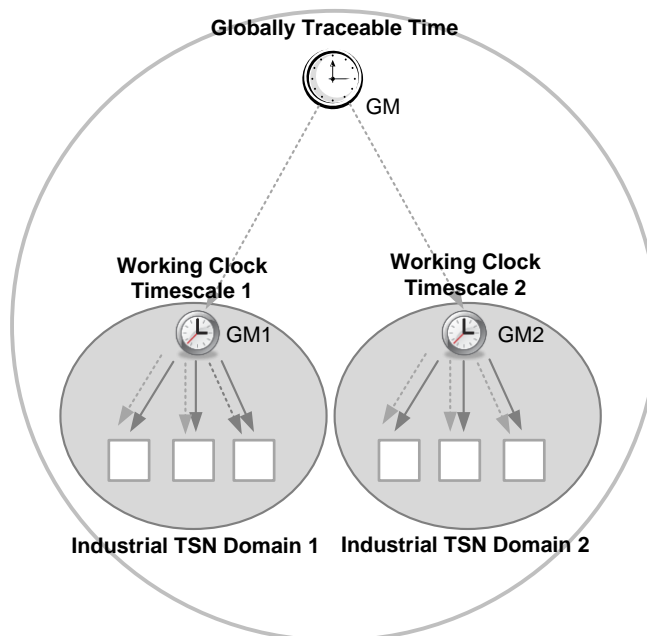 Globally Traceable Time
GM
Working Clock
Timescale 1
Working Clock
Timescale 2
GM1
GM2
Industrial TSN Domain 1
Industrial TSN Domain 2